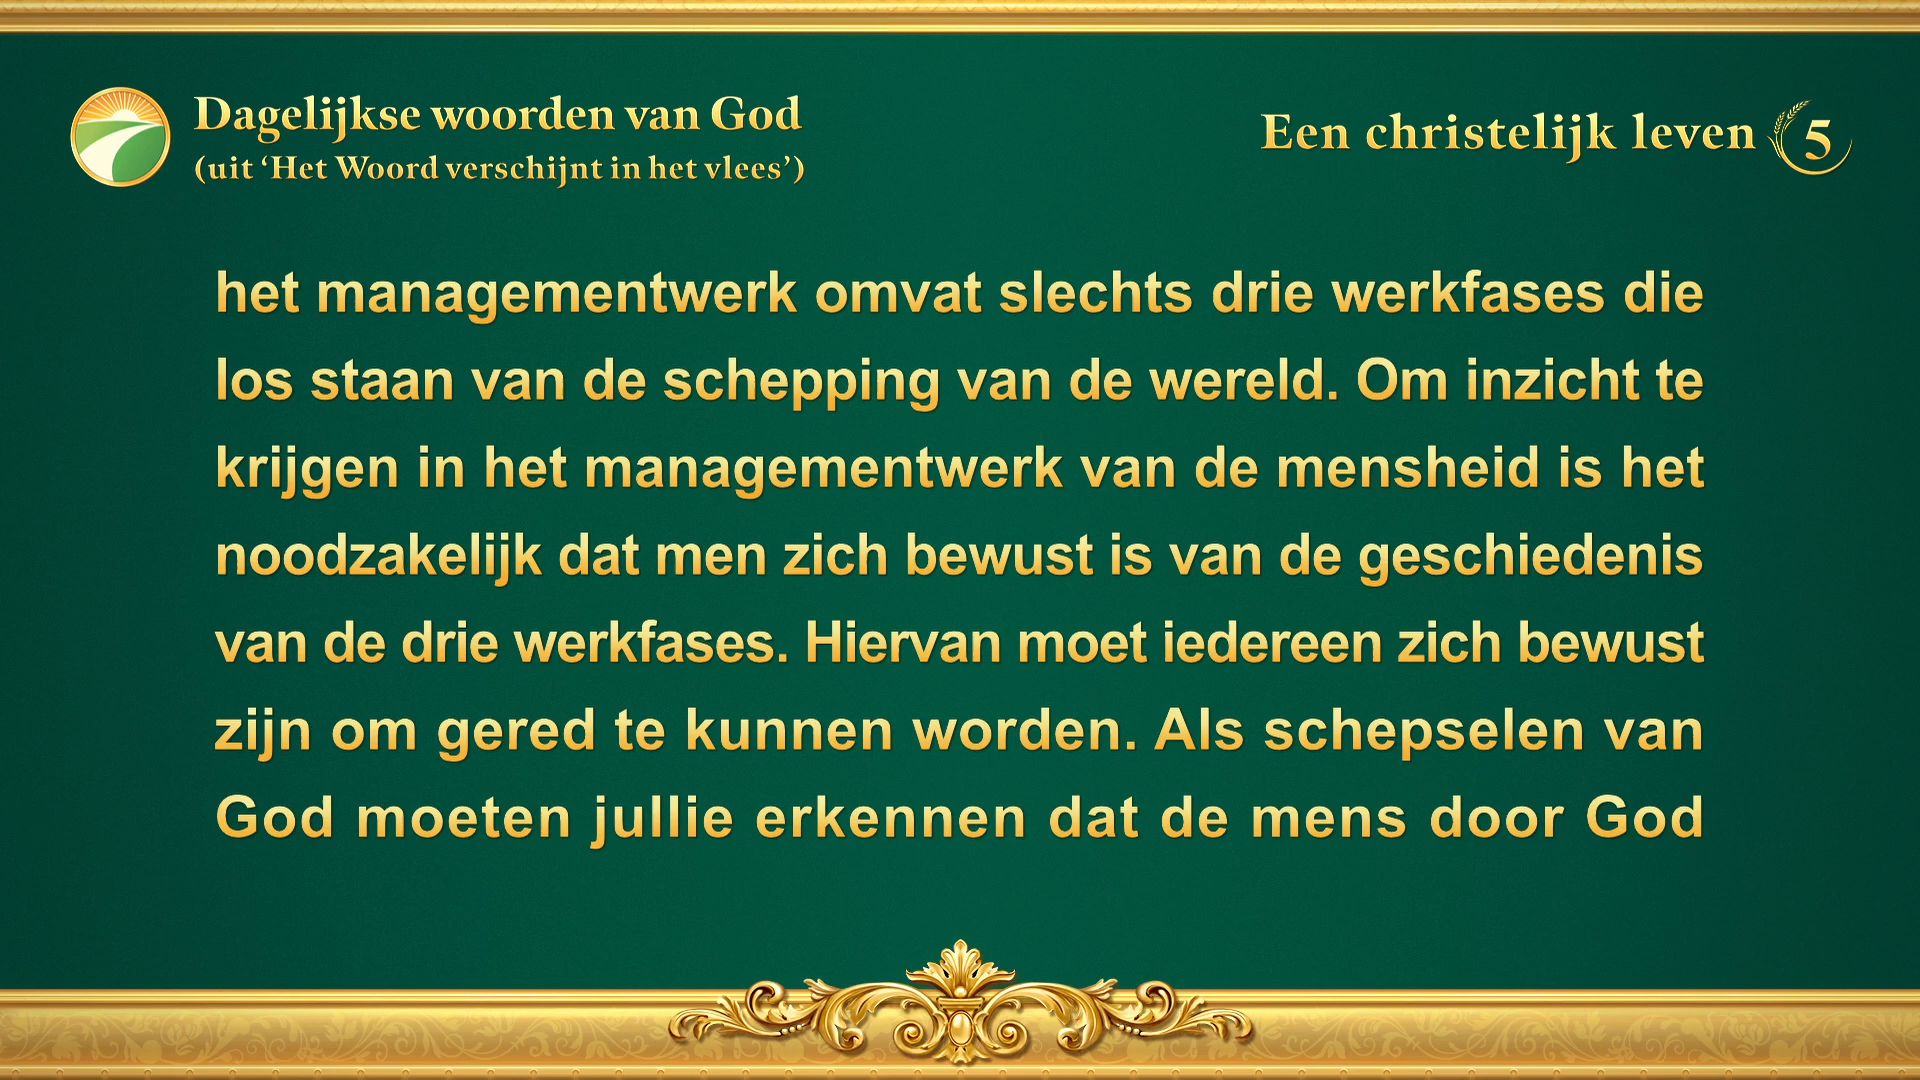 Dagelijkse woorden van God
(uit ‘Het Woord verschijnt in het vlees’)
Een christelijk leven 5
het managementwerk omvat slechts drie werkfases die
los staan van de schepping van de wereld. Om inzicht te
krijgen in het managementwerk van de mensheid is het
noodzakelijk dat men zich bewust is van de geschiedenis
van de drie werkfases. Hiervan moet iedereen zich bewust
zijn om gered te kunnen worden. Als schepselen van
God moeten jullie erkennen dat de mens door God